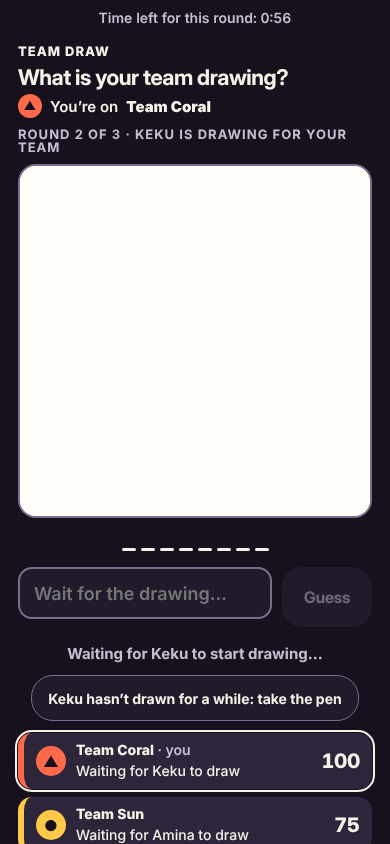 Time left for this round: 0:56
TEAM DRAW
What is your team drawing?
You're on Team Coral
ROUND 2 OF 3 · KEKU IS DRAWING FOR YOUR
TEAM
Wait for the drawing...
Guess
Waiting for Keku to start drawing...
Keku hasn't drawn for a while: take the pen
Team Coral · you
Waiting for Keku to draw
100
Team Sun
Waiting for Amina to draw
75